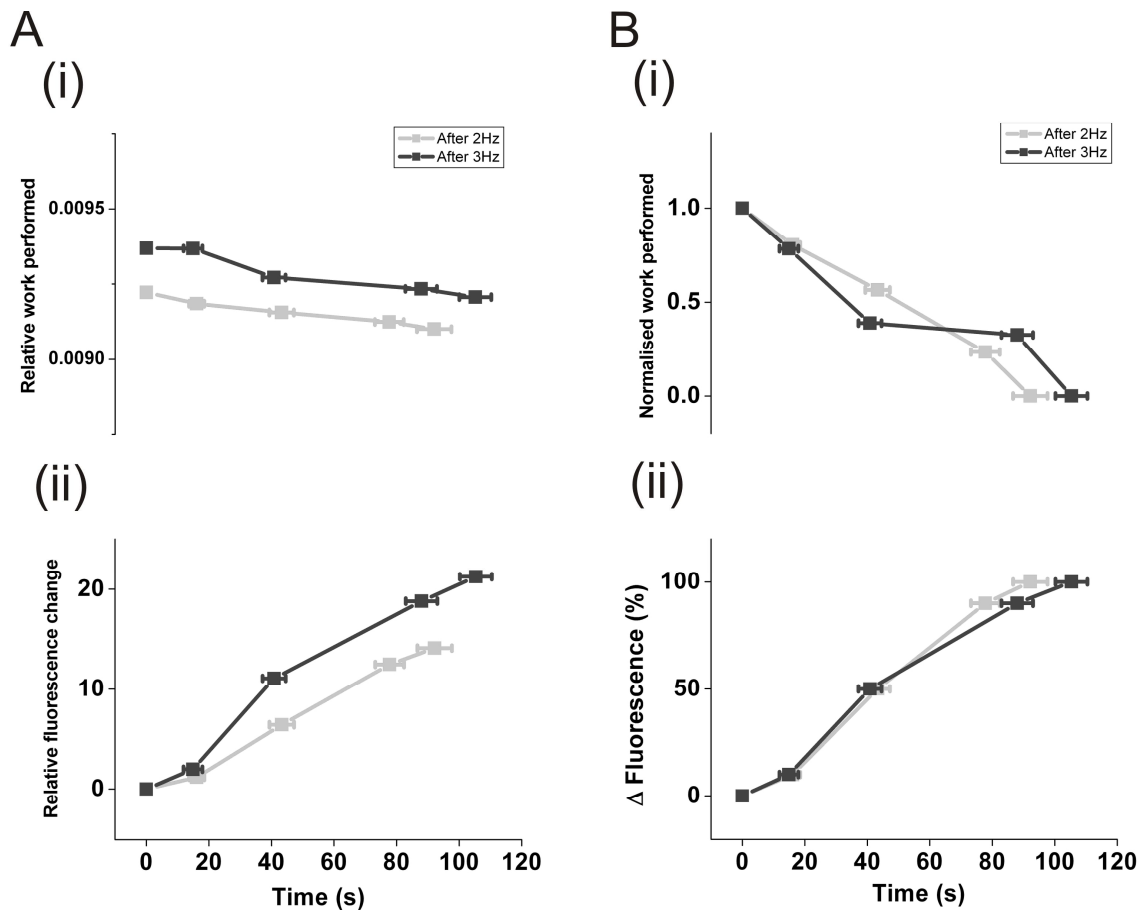 A
(i)
After 2Hz
After 3Hz
Relative work performed
0.0095
0.0090
(ii)
Relative fluorescence change
20
10
0
0 20 40 60 80 100 120
Time (s)
B
(i)
After 2Hz
After 3Hz
Normalised work performed
1.0
0.5
0.0
(ii)
Δ Fluorescence (%)
100
50
0
0 20 40 60 80 100 120
Time (s)